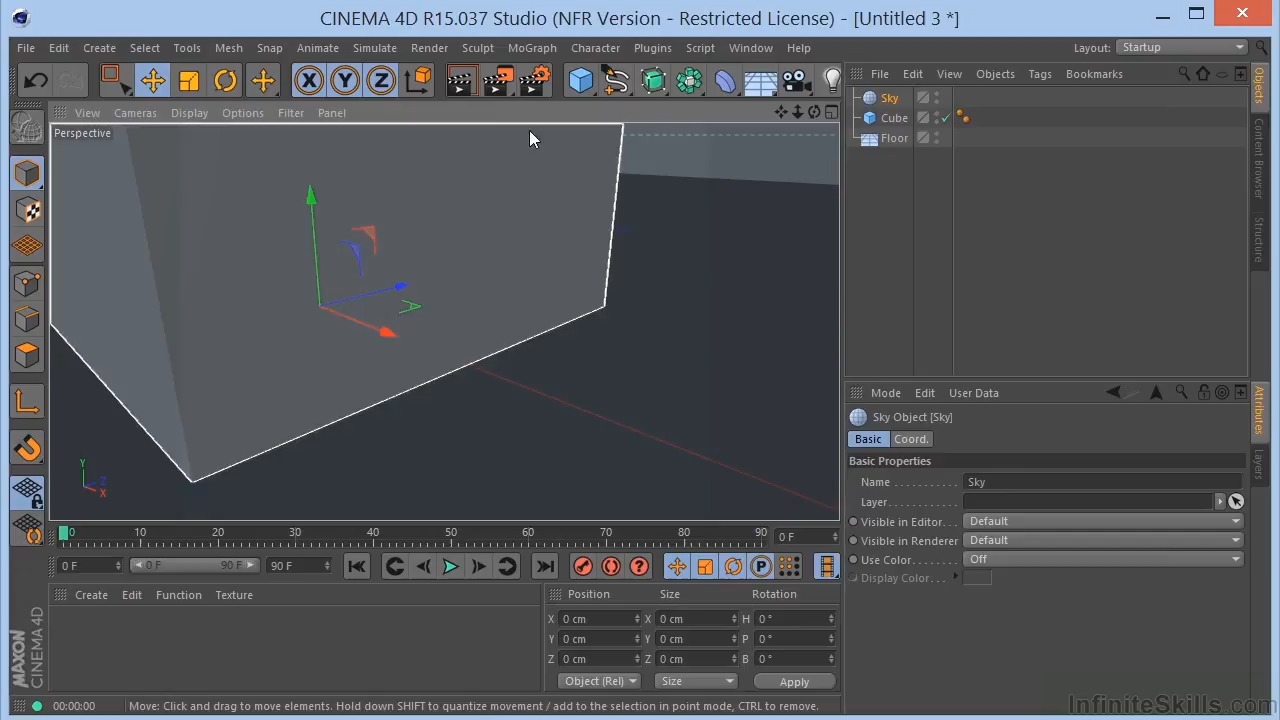 CINEMA 4D R15.037 Studio (NFR Version - Restricted License) - [Untitled 3 *]
File Edit Create Select Tools Mesh Snap Animate Simulate Render Sculpt MoGraph Character Plugins Script Window Help Layout: Startup
X Y Z
File Edit View Objects Tags Bookmarks
View Cameras Display Options Filter Panel
Perspective
Sky
Cube
Floor
Objects
Content Browser
Structure
Y
Z
X
Mode Edit User Data
Sky Object [Sky]
Basic Coord.
Basic Properties
Name Sky
Layer
Visible in Editor Default
Visible in Renderer Default
Use Color Off
Display Color
Attributes
Layers
0 10 20 30 40 50 60 70 80 90 0 F
0 F 0 F 90 F 90 F
P
Create Edit Function Texture
Position Size Rotation
X 0 cm X 0 cm H 0 °
Y 0 cm Y 0 cm P 0 °
Z 0 cm Z 0 cm B 0 °
Object (Rel) Size Apply
MAXON
CINEMA 4D
00:00:00 Move: Click and drag to move elements. Hold down SHIFT to quantize movement / add to the selection in point mode, CTRL to remove.
InfiniteSkills.com